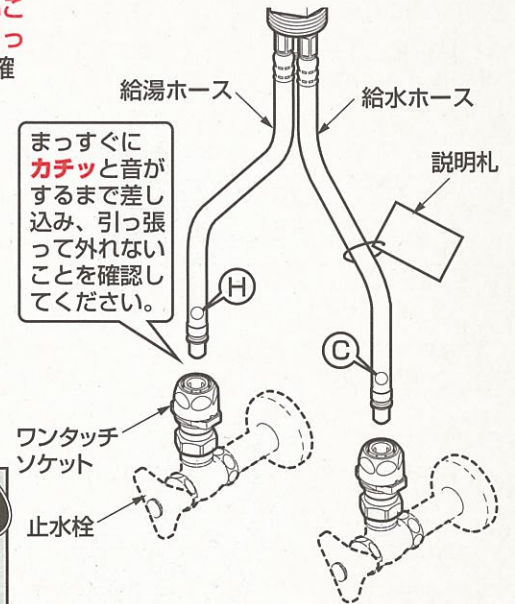 に
っ
確
給湯ホース
給水ホース
説明札
まっすぐに
カチッと音が
するまで差し
込み、引っ張
って外れない
ことを確認し
てください。
H
C
ワンタッチ
ソケット
止水栓